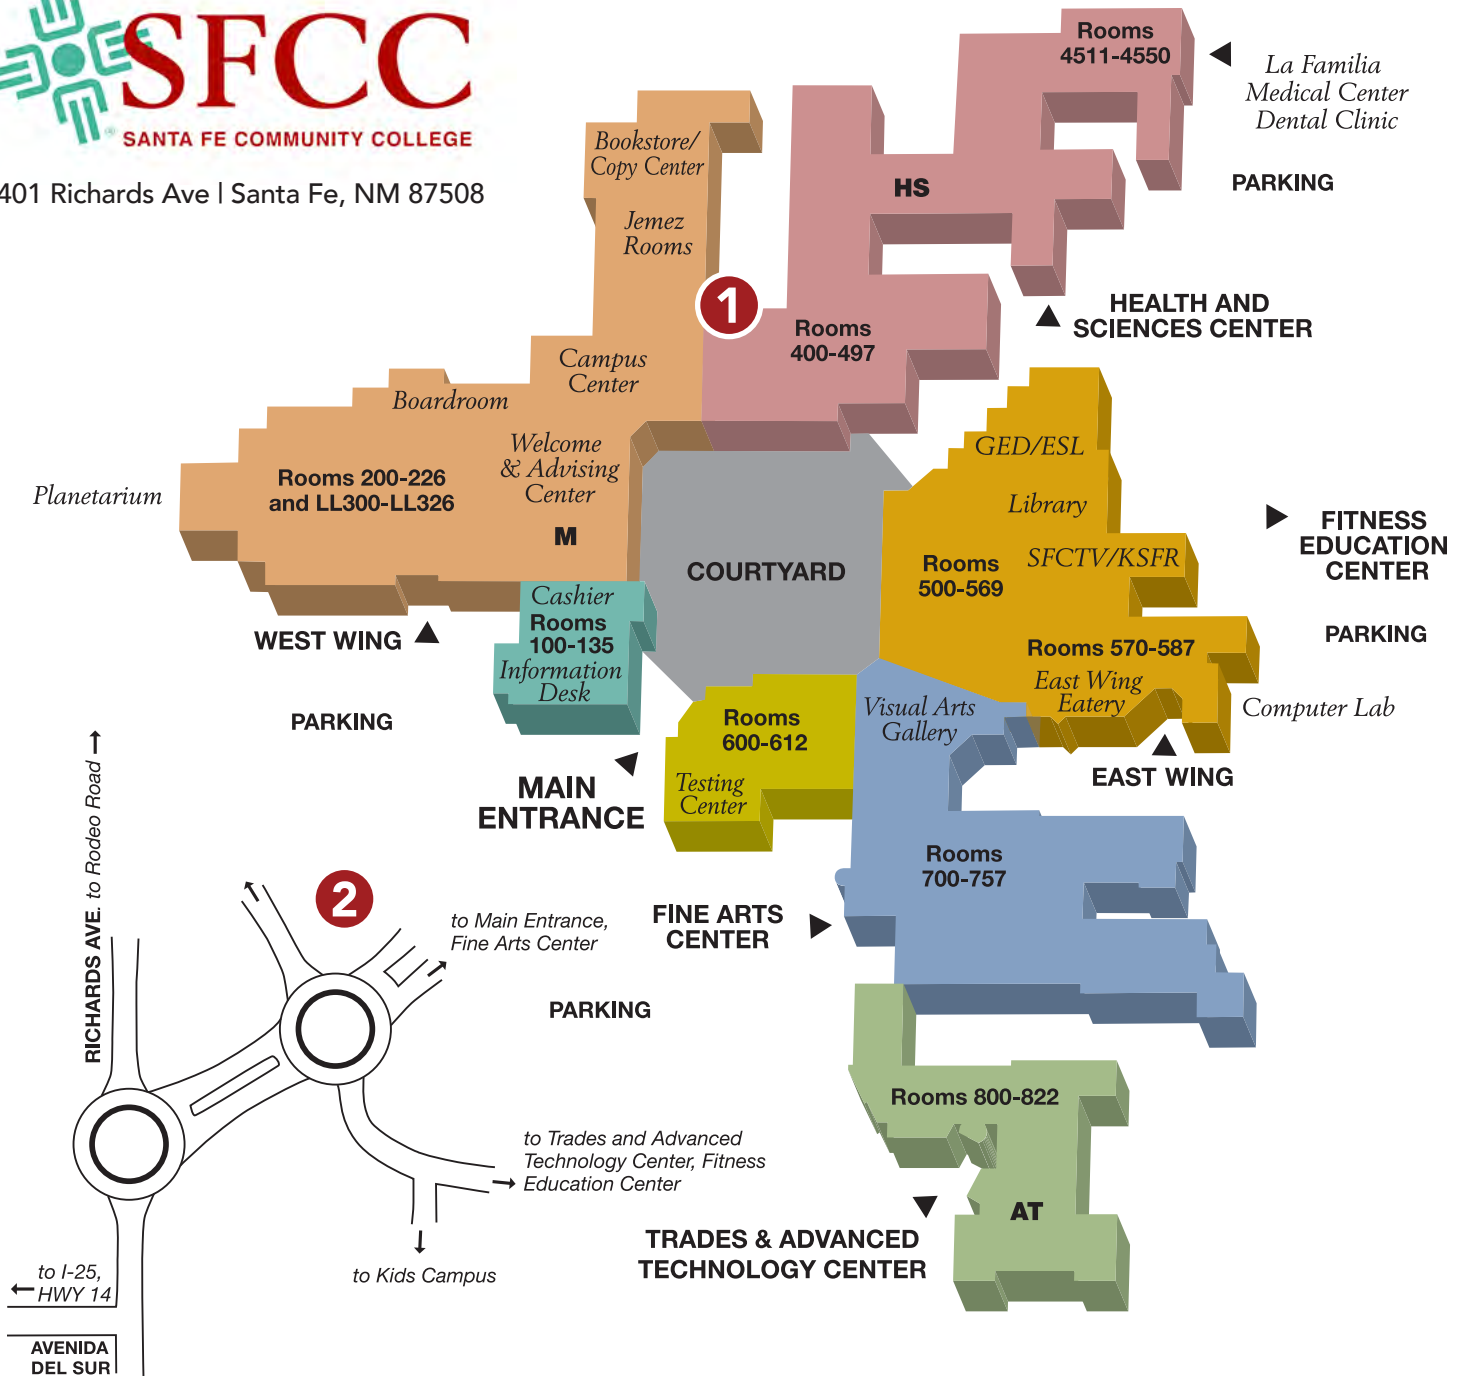 SFCC
SANTA FE COMMUNITY COLLEGE
®
401 Richards Ave | Santa Fe, NM 87508
Rooms
4511-4550
La Familia
Medical Center
Dental Clinic
PARKING
Bookstore/
Copy Center
Jemez
Rooms
HS
1
Rooms
400-497
HEALTH AND
SCIENCES CENTER
Campus
Center
Boardroom
Welcome
& Advising
Center
M
Rooms 200-226
and LL300-LL326
Planetarium
GED/ESL
Library
SFCTV/KSFR
Rooms
500-569
FITNESS
EDUCATION
CENTER
COURTYARD
Cashier
Rooms
100-135
Information
Desk
WEST WING
PARKING
PARKING
Rooms 570-587
East Wing
Eatery
Computer Lab
EAST WING
Visual Arts
Gallery
Rooms
600-612
Testing
Center
MAIN
ENTRANCE
Rooms
700-757
FINE ARTS
CENTER
RICHARDS AVE. to Rodeo Road
2
to Main Entrance,
Fine Arts Center
PARKING
Rooms 800-822
to Trades and Advanced
Technology Center, Fitness
Education Center
AT
TRADES & ADVANCED
TECHNOLOGY CENTER
to Kids Campus
to I-25,
HWY 14
AVENIDA
DEL SUR